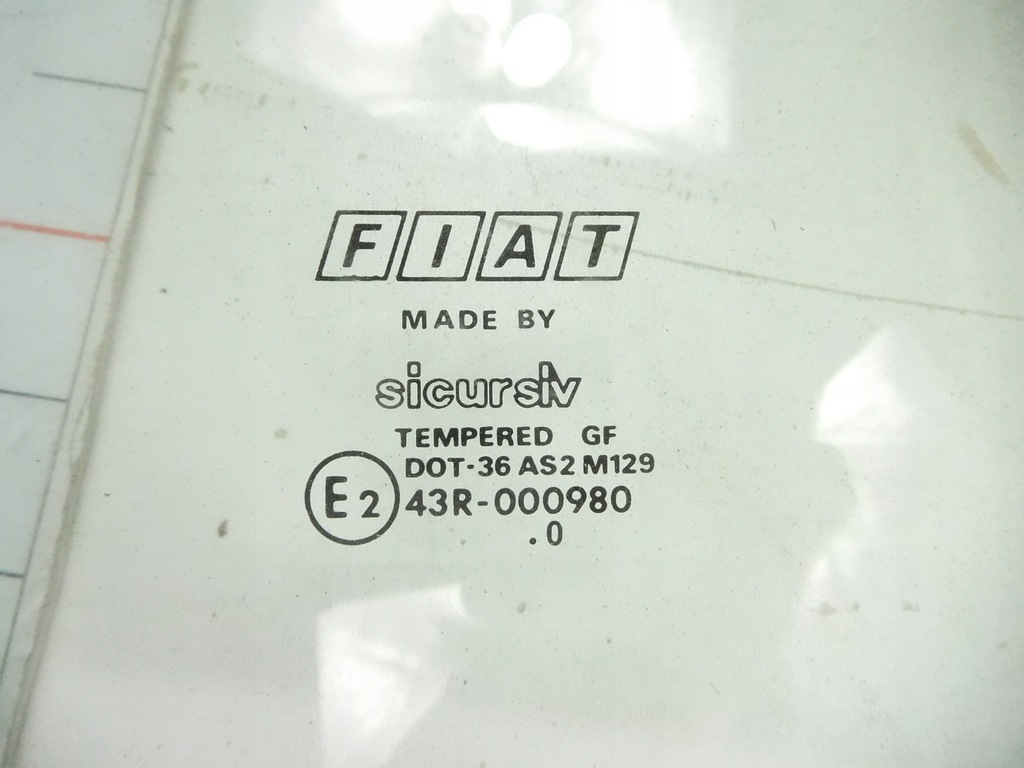 FIAT
MADE BY
sicursiv
TEMPERED GF
DOT-36 AS2 M129
E2 43R-000980
.0